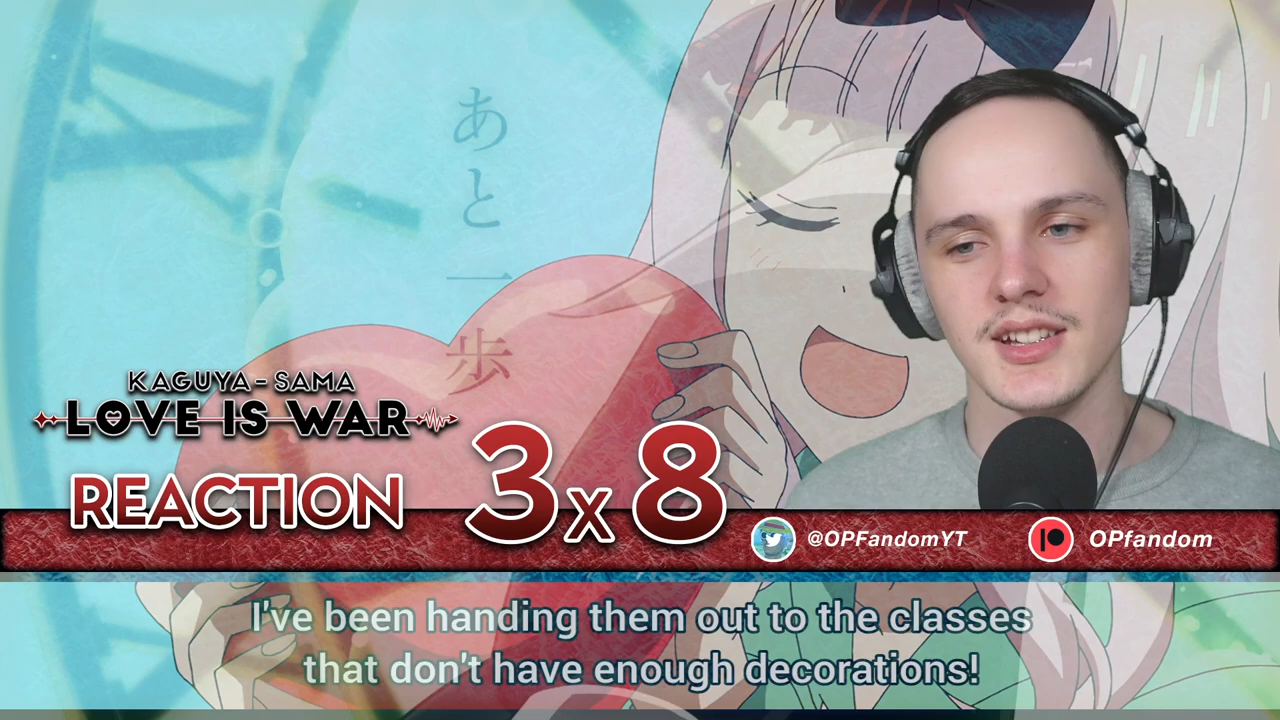 あと一歩
KAGUYA-SAMA
LOVE IS WAR
REACTION
3x8
@OPFandomYT
OPfandom
I've been handing them out to the classes
that don't have enough decorations!